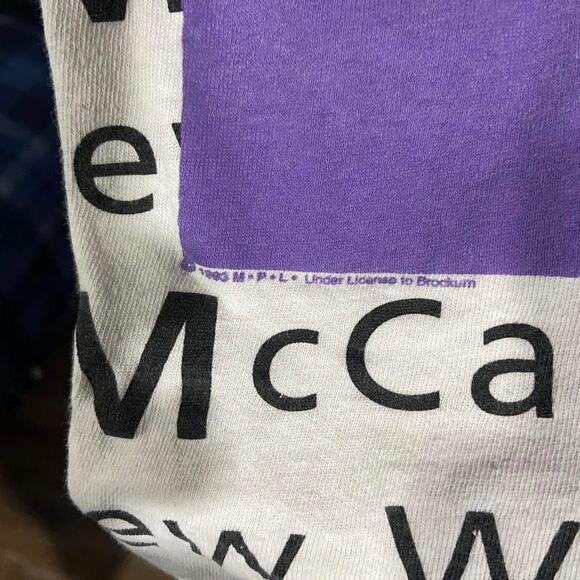 ew
© 1993 M • P • L • Under License to Brockum
McCa
ew W